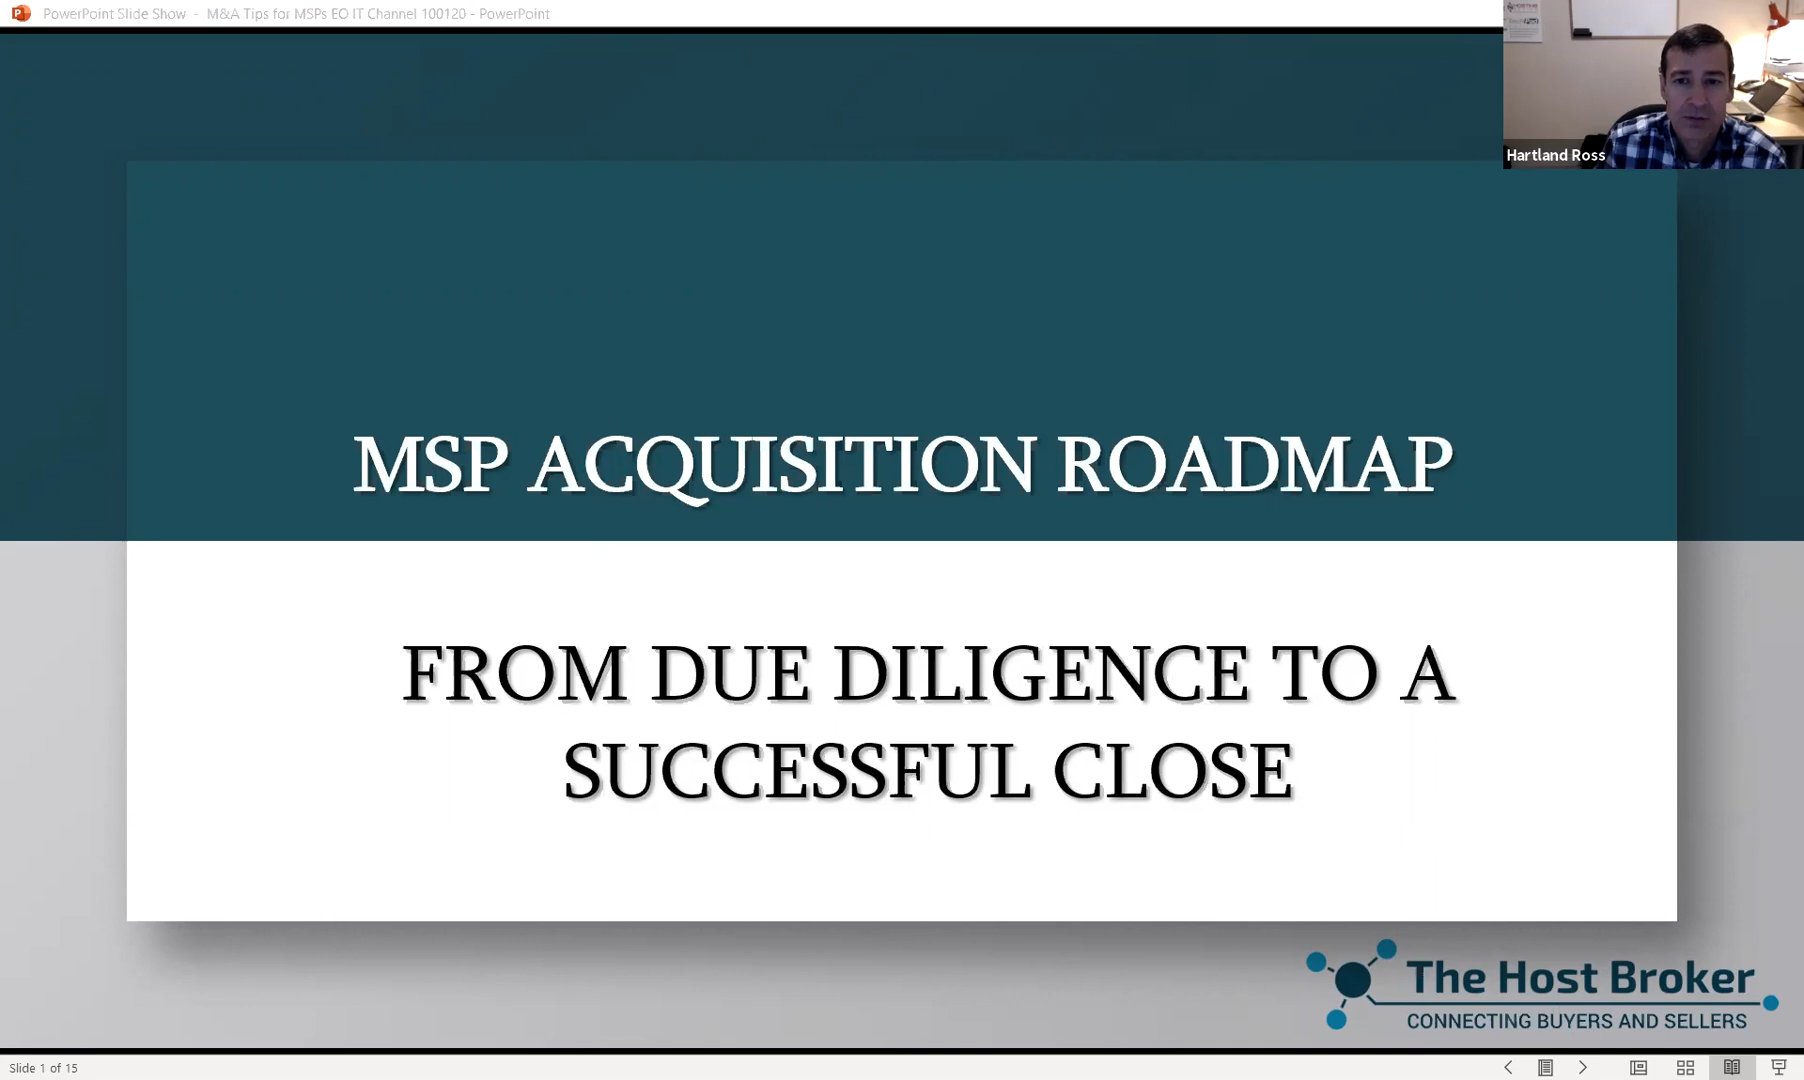 PowerPoint Slide Show - M&A Tips for MSPs EO IT Channel 100120 - PowerPoint
Hartland Ross
MSP ACQUISITION ROADMAP
FROM DUE DILIGENCE TO A
SUCCESSFUL CLOSE
The Host Broker
CONNECTING BUYERS AND SELLERS
Slide 1 of 15